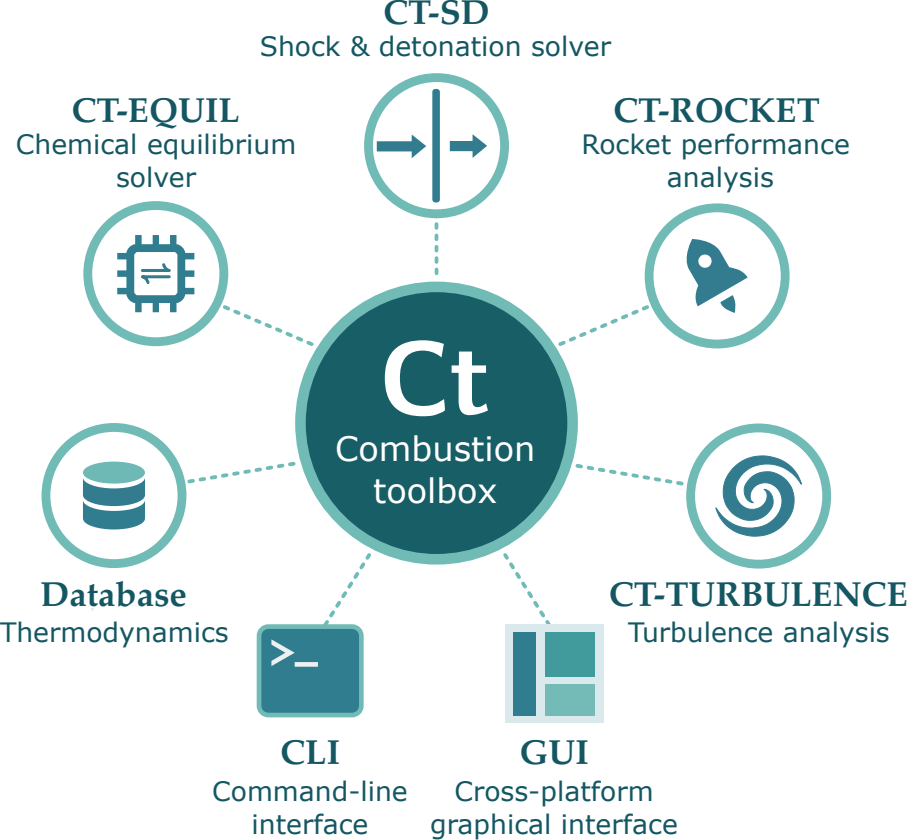 CT-SD
Shock & detonation solver
CT-EQUIL
Chemical equilibrium
solver
CT-ROCKET
Rocket performance
analysis
Ct
Combustion
toolbox
Database
Thermodynamics
CT-TURBULENCE
Turbulence analysis
>_
CLI
Command-line
interface
GUI
Cross-platform
graphical interface